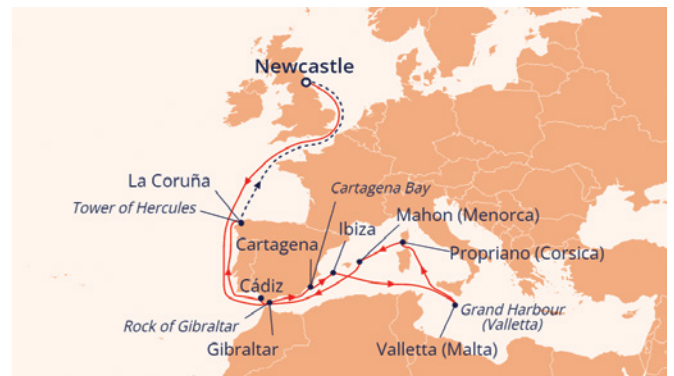 Newcastle
La Coruña
Tower of Hercules
Cartagena Bay
Ibiza
Mahon (Menorca)
Cartagena
Propriano (Corsica)
Cádiz
Rock of Gibraltar
Gibraltar
Grand Harbour
(Valletta)
Valletta (Malta)